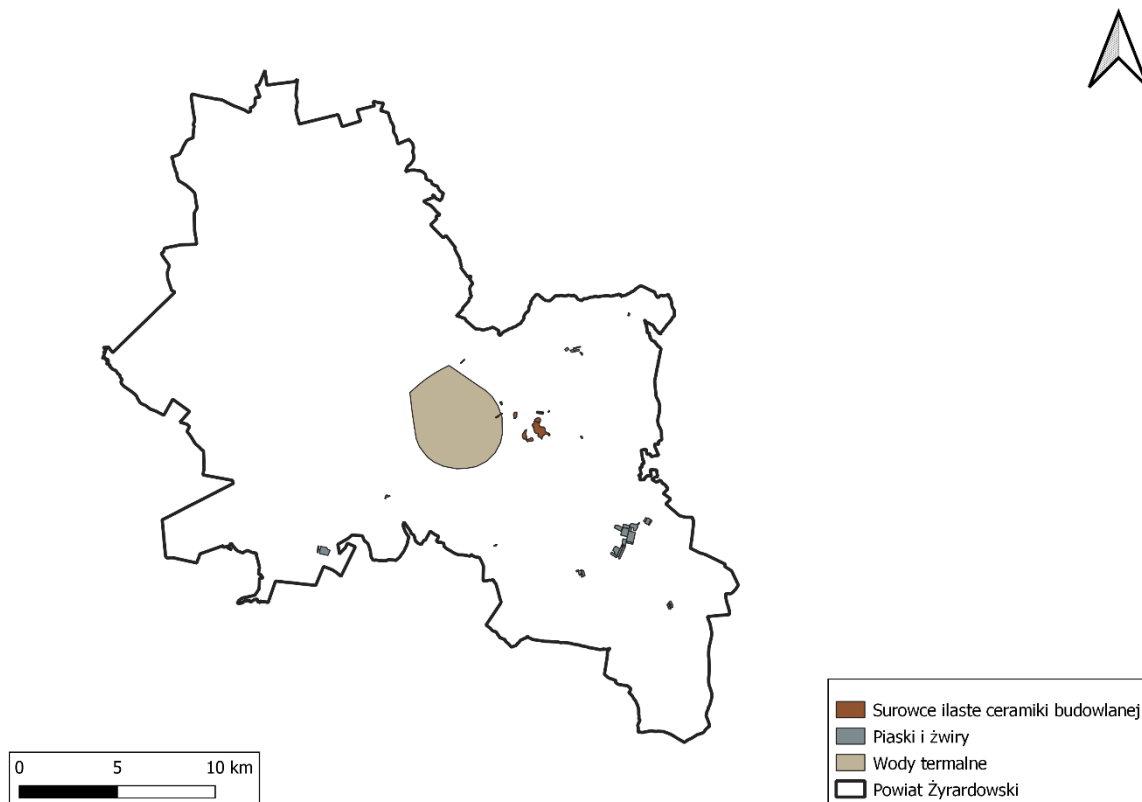 Surowce ilaste ceramiki budowlanej
Piaski i żwiry
Wody termalne
Powiat Żyrardowski
0 5 10 km